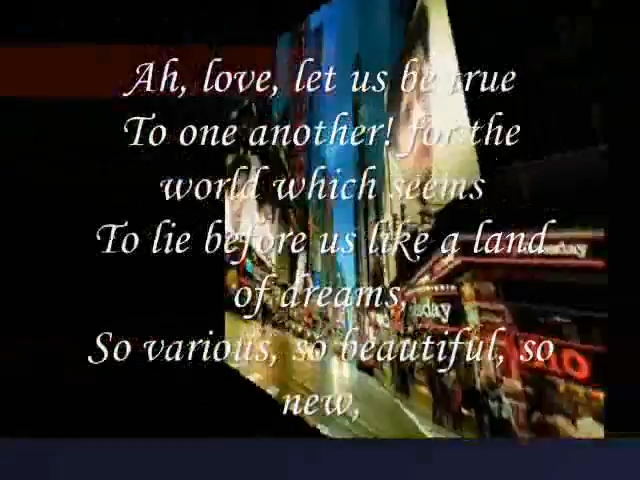 Ah, love, let us be true
To one another! for the
world which seems
To lie before us like a land
of dreams,
So various, so beautiful, so
new,